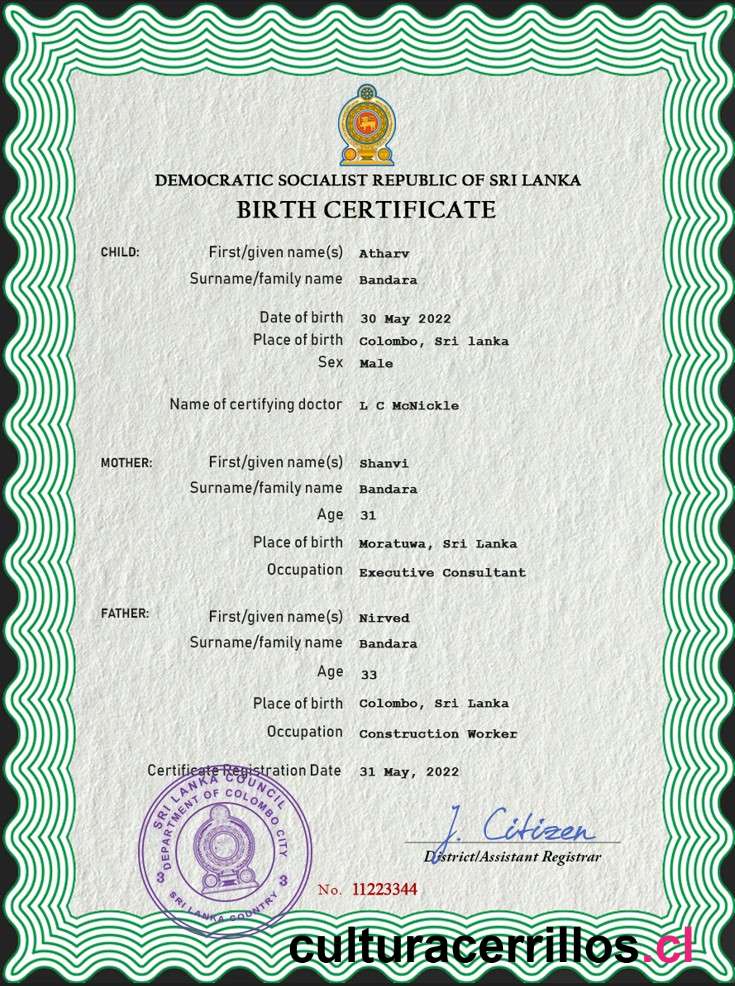 DEMOCRATIC SOCIALIST REPUBLIC OF SRI LANKA
BIRTH CERTIFICATE
CHILD: First/given name(s) Atharv
Surname/family name Bandara
Date of birth 30 May 2022
Place of birth Colombo, Sri lanka
Sex Male
Name of certifying doctor L C McNickle
MOTHER: First/given name(s) Shanvi
Surname/family name Bandara
Age 31
Place of birth Moratuwa, Sri Lanka
Occupation Executive Consultant
FATHER: First/given name(s) Nirved
Surname/family name Bandara
Age 33
Place of birth Colombo, Sri Lanka
Occupation Construction Worker
Certificate Registration Date 31 May, 2022
SRI LANKA COUNCIL
DEPARTMENT OF COLOMBO CITY
3 3
SRI LANKA COUNTRY
J. Citizen
District/Assistant Registrar
No. 11223344
culturacerrillos.cl